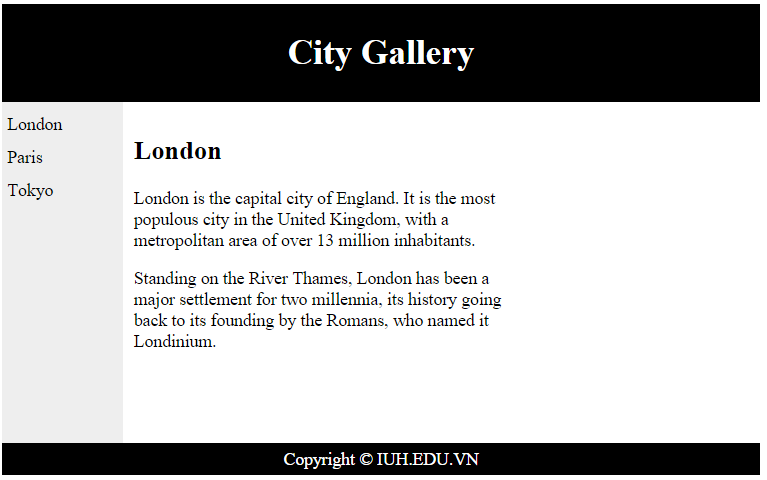 City Gallery
London
Paris
Tokyo
London
London is the capital city of England. It is the most
populous city in the United Kingdom, with a
metropolitan area of over 13 million inhabitants.
Standing on the River Thames, London has been a
major settlement for two millennia, its history going
back to its founding by the Romans, who named it
Londinium.
Copyright © IUH.EDU.VN